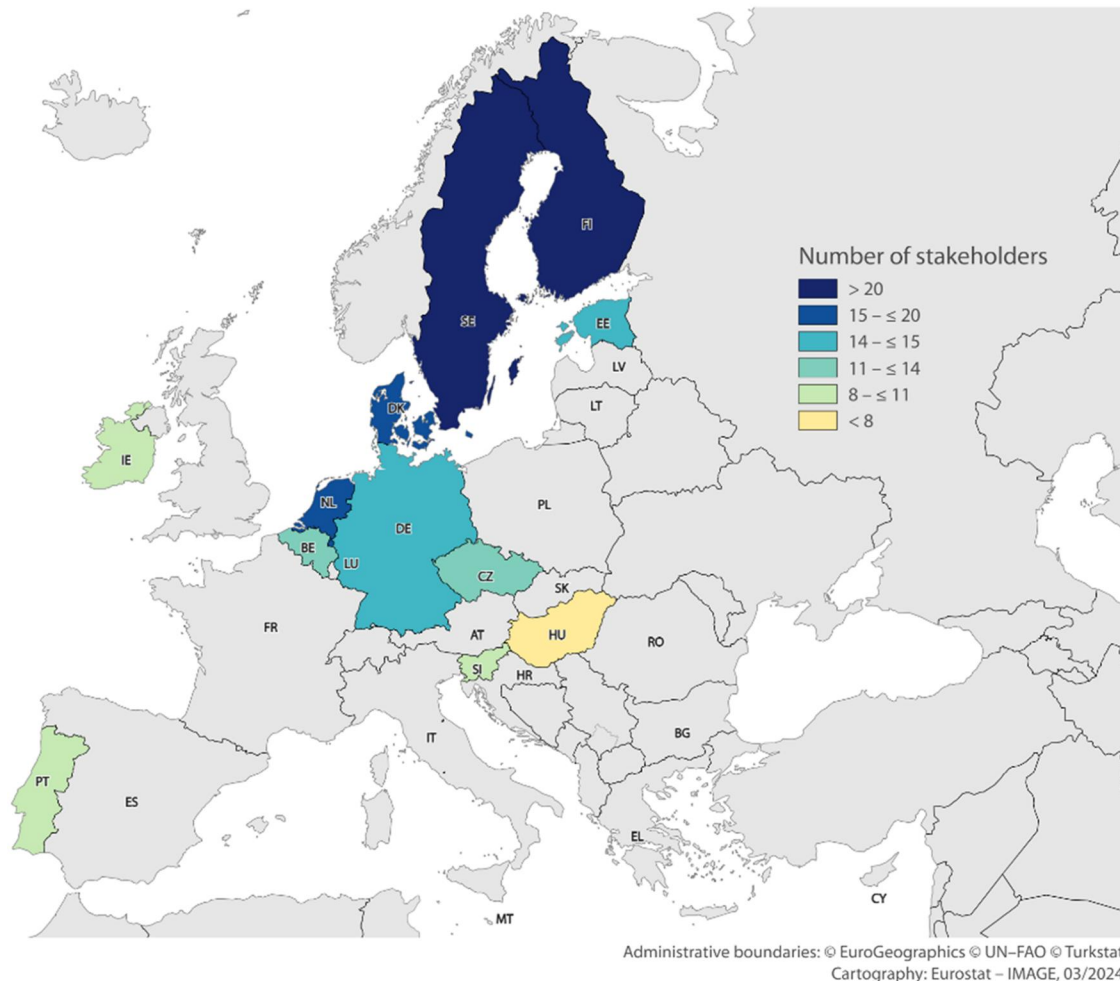 FI
Number of stakeholders
> 20
15 – ≤ 20
14 – ≤ 15
11 – ≤ 14
8 – ≤ 11
< 8
SE
EE
LV
LT
DK
IE
NL
PL
DE
BE
LU
CZ
SK
FR
AT
HU
RO
SI
HR
BG
IT
PT
ES
EL
CY
MT
Administrative boundaries: © EuroGeographics © UN–FAO © Turkstat
Cartography: Eurostat – IMAGE, 03/2024